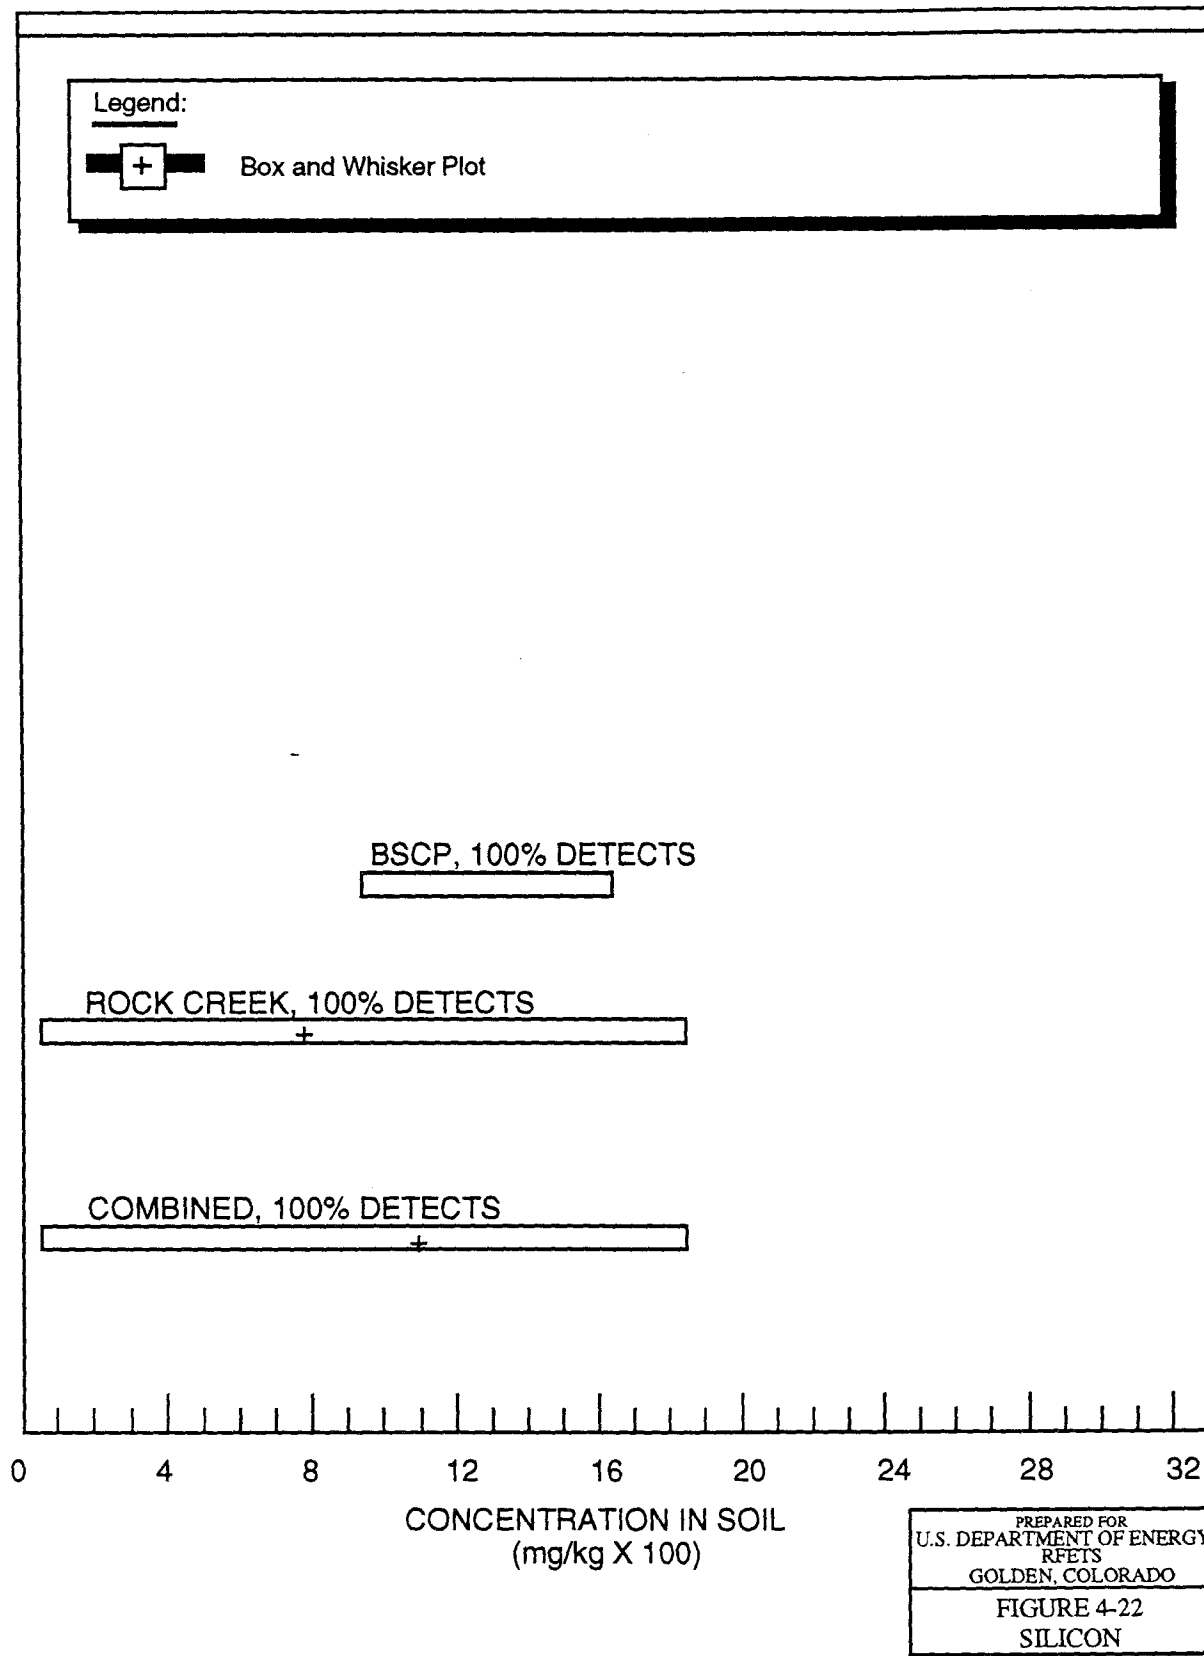 Legend:
+ Box and Whisker Plot
BSCP, 100% DETECTS
ROCK CREEK, 100% DETECTS
+
COMBINED, 100% DETECTS
+
0 4 8 12 16 20 24 28 32
CONCENTRATION IN SOIL
(mg/kg X 100)
PREPARED FOR
U.S. DEPARTMENT OF ENERGY
RFETS
GOLDEN, COLORADO
FIGURE 4-22
SILICON